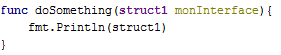 func doSomething(struct1 monInterface){
fmt.Println(struct1)
}